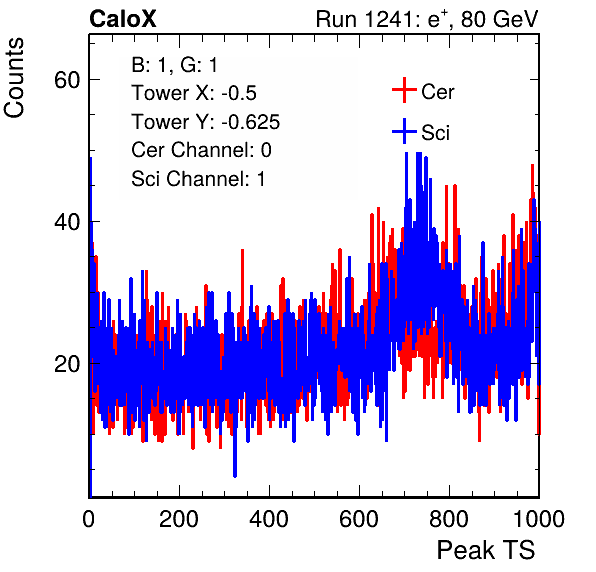 CaloX Run 1241: e⁺, 80 GeV
Counts
B: 1, G: 1
Tower X: -0.5
Tower Y: -0.625
Cer Channel: 0
Sci Channel: 1
Cer
Sci
60
40
20
0 200 400 600 800 1000
Peak TS